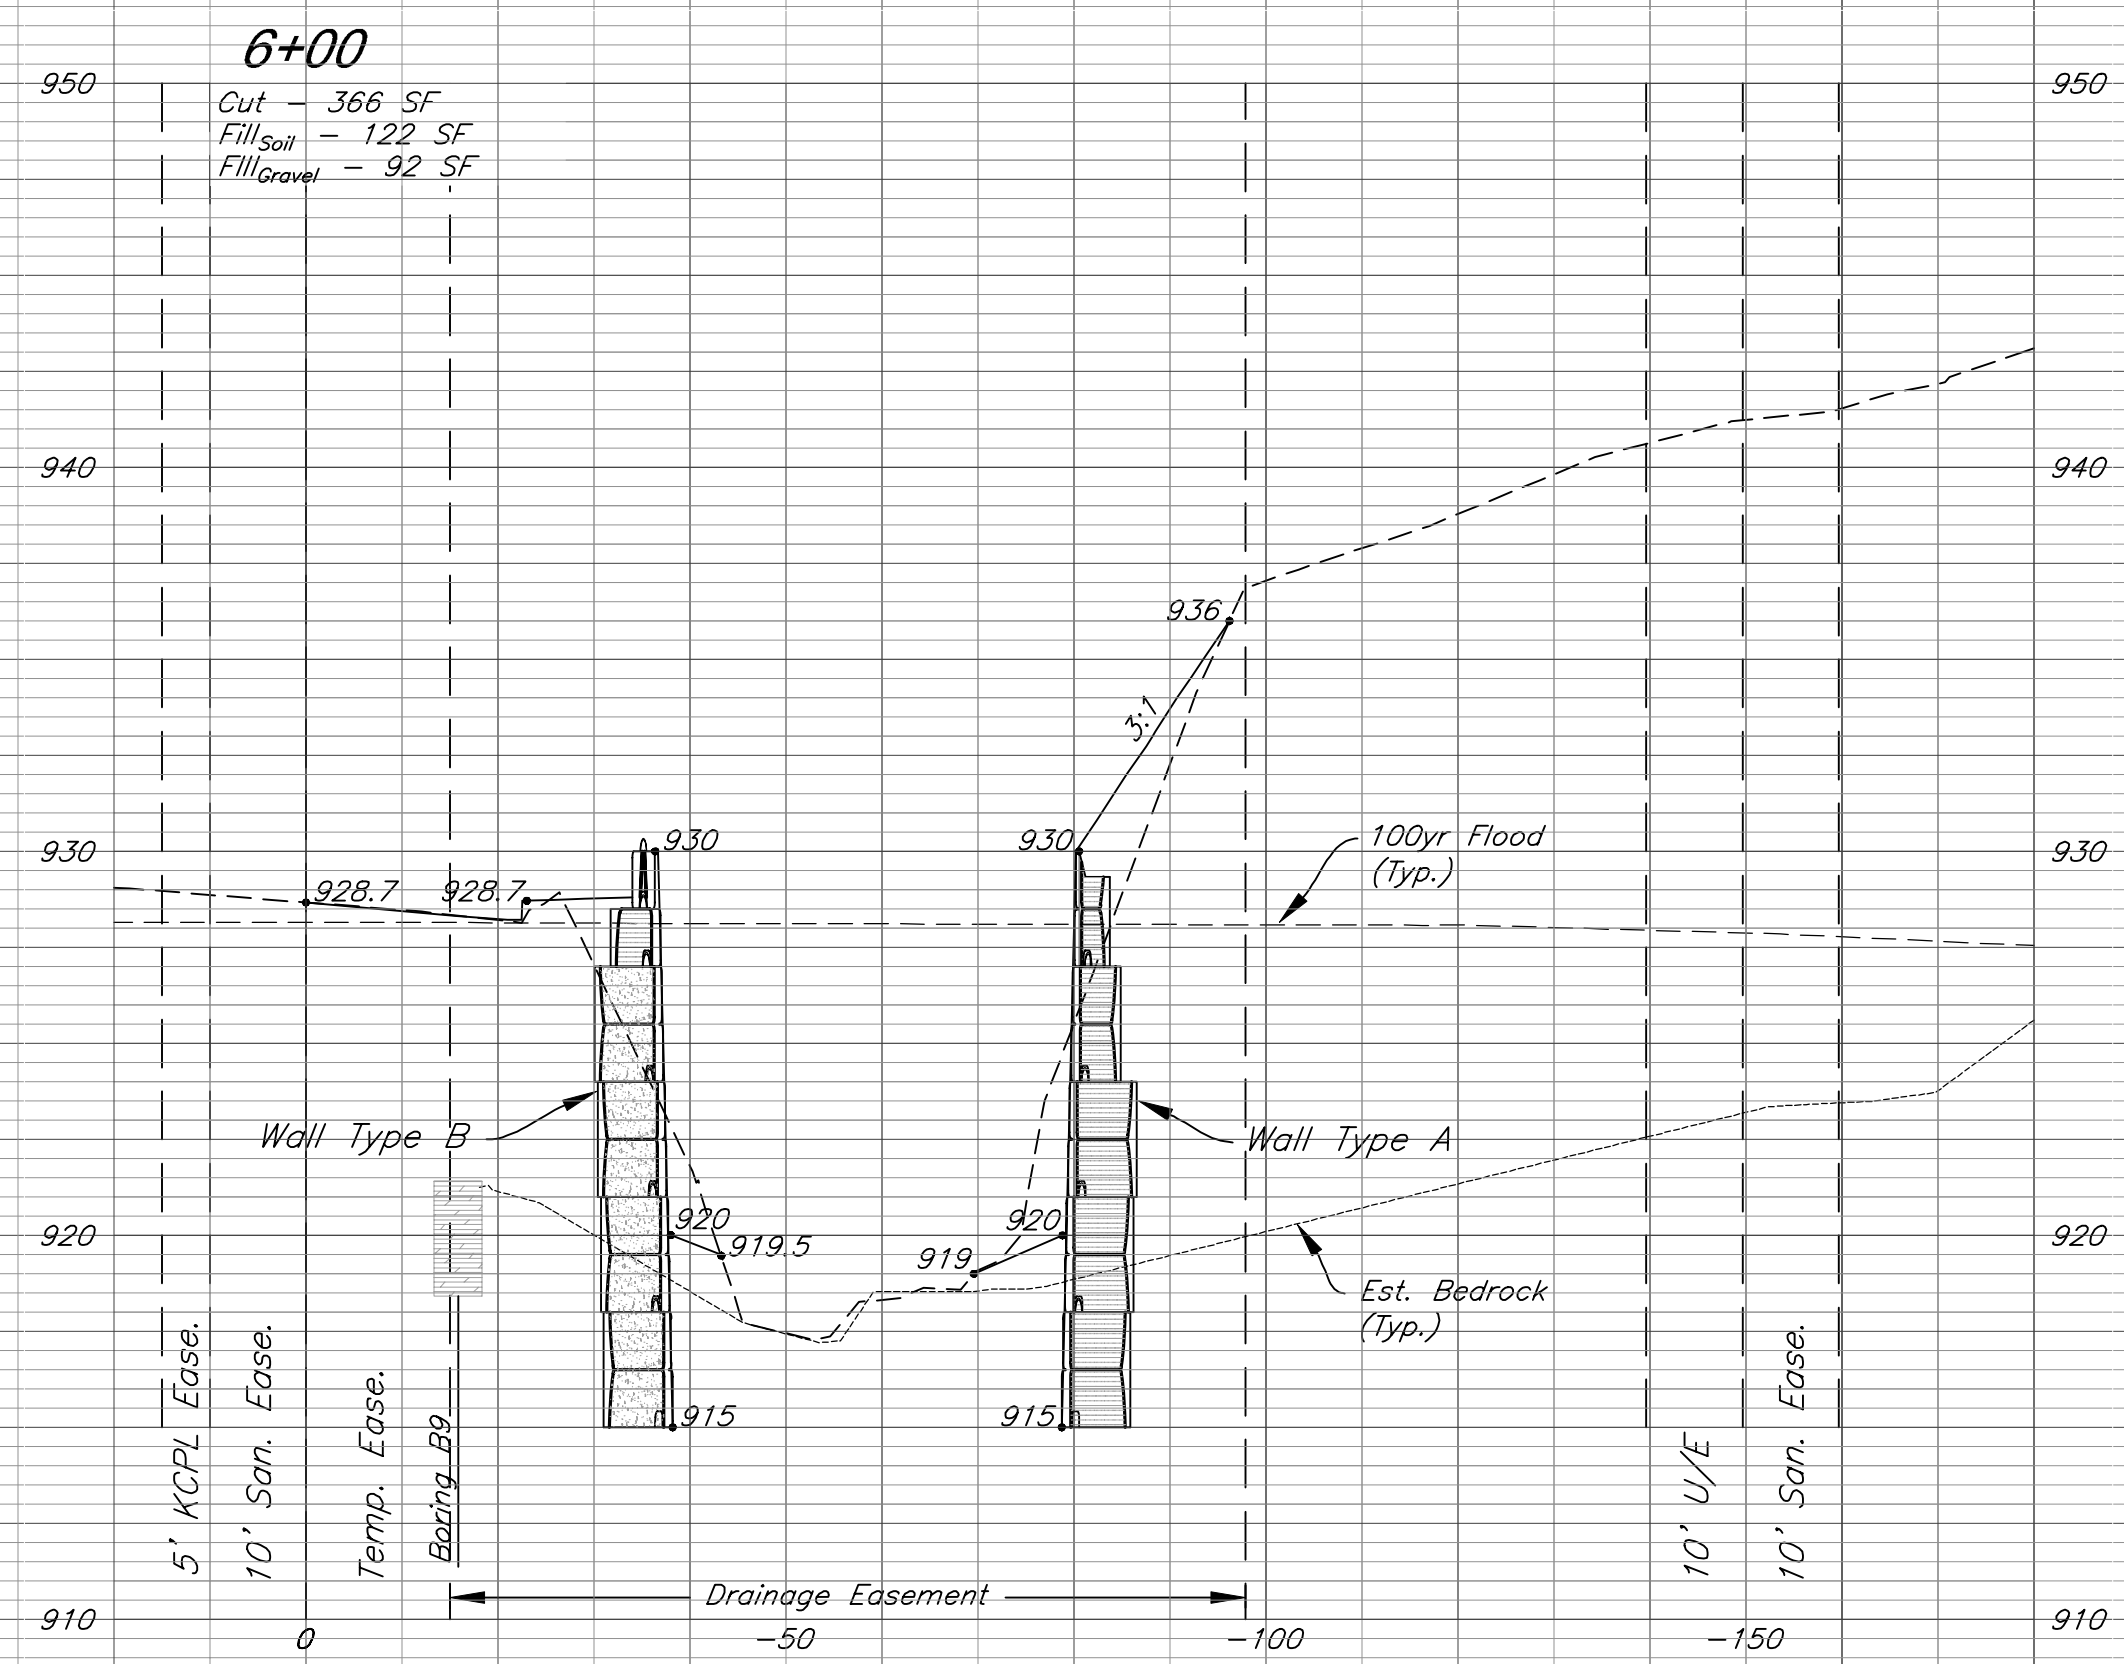 6+00
950
950
Cut - 366 SF
FillSoil - 122 SF
FIllGravel - 92 SF
940
940
936
3:1
930
930
930
930
100yr Flood
(Typ.)
928.7
928.7
Wall Type B
Wall Type A
920
920
920
920
919.5
919
Est. Bedrock
(Typ.)
915
915
5' KCPL Ease.
10' San. Ease.
Temp. Ease.
Boring B9
10' U/E
10' San. Ease.
Drainage Easement
910
910
0
-50
-100
-150